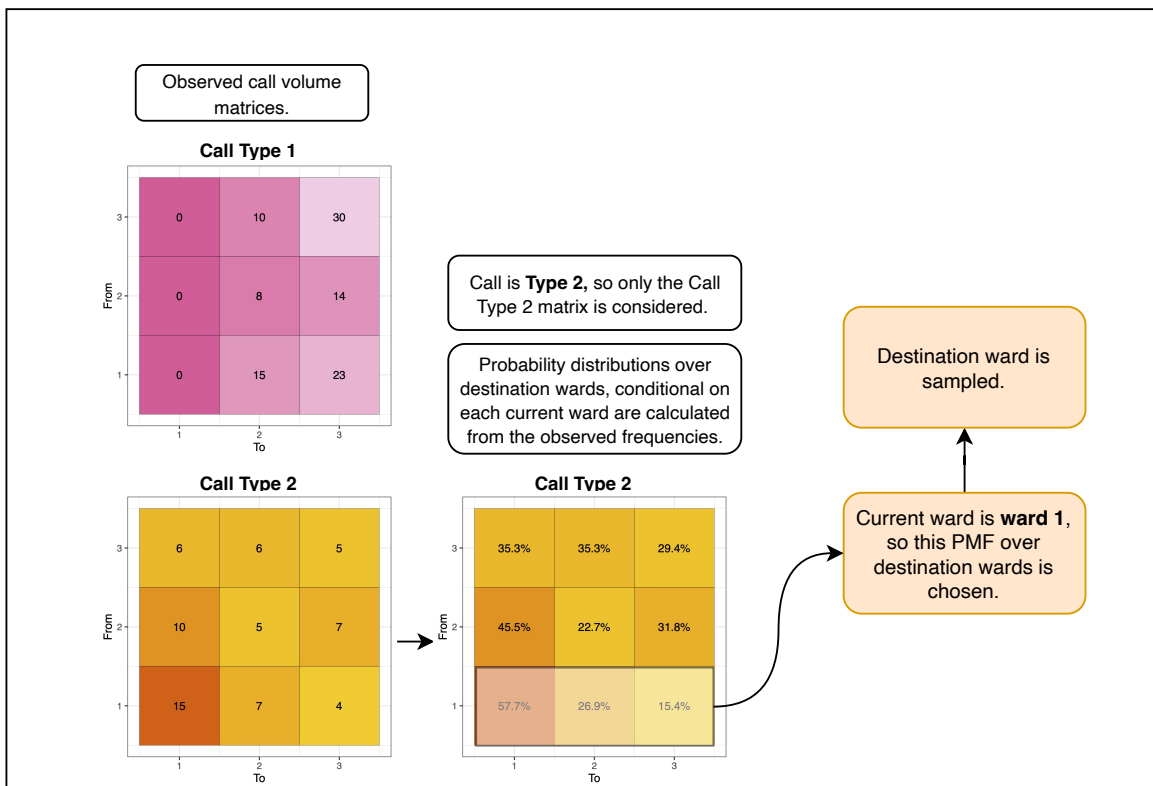 Observed call volume
matrices.
Call Type 1
From
3
0
10
30
2
0
8
14
1
0
15
23
1
2
3
To
Call is Type 2, so only the Call
Type 2 matrix is considered.
Probability distributions over
destination wards, conditional on
each current ward are calculated
from the observed frequencies.
Call Type 2
From
3
6
6
5
2
10
5
7
1
15
7
4
1
2
3
To
Call Type 2
From
3
35.3%
35.3%
29.4%
2
45.5%
22.7%
31.8%
1
57.7%
26.9%
15.4%
1
2
3
To
Destination ward is
sampled.
Current ward is ward 1,
so this PMF over
destination wards is
chosen.